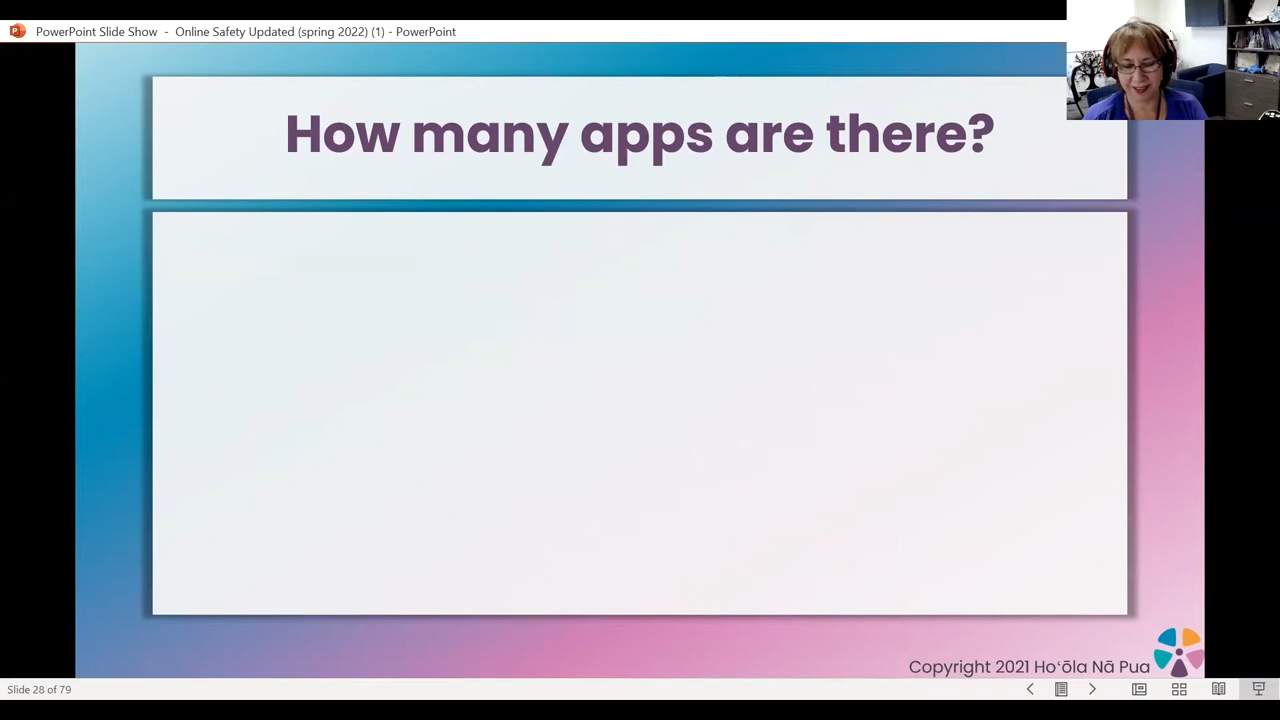 PowerPoint Slide Show - Online Safety Updated (spring 2022) (1) - PowerPoint
How many apps are there?
Copyright 2021 Hoʻōla Nā Pua
Slide 28 of 79